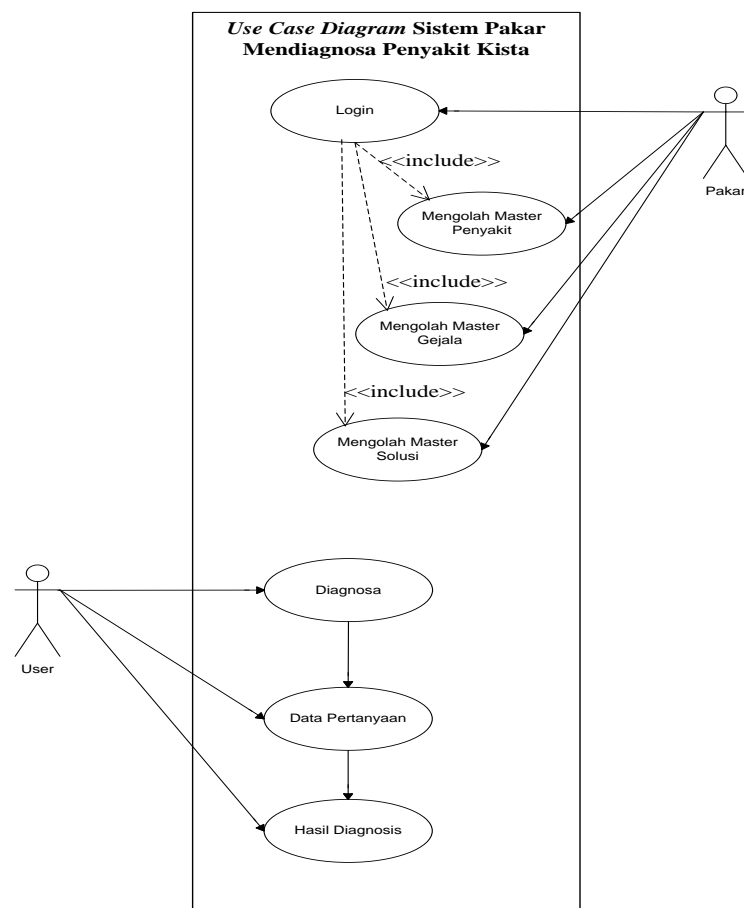 Use Case Diagram Sistem Pakar
Mendiagnosa Penyakit Kista
Login
<<include>>
Pakar
Mengolah Master
Penyakit
<<include>>
Mengolah Master
Gejala
<<include>>
Mengolah Master
Solusi
Diagnosa
User
Data Pertanyaan
Hasil Diagnosis